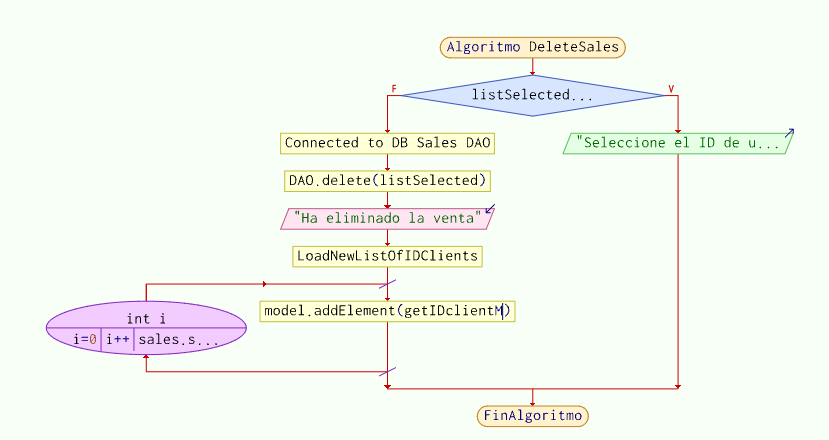 Algoritmo DeleteSales
F
V
listSelected...
Connected to DB Sales DAO
"Seleccione el ID de u...
DAO.delete(listSelected)
"Ha eliminado la venta"
LoadNewListOfIDClients
int i
i=0 i++ sales.s...
model.addElement(getIDclientM)
FinAlgoritmo